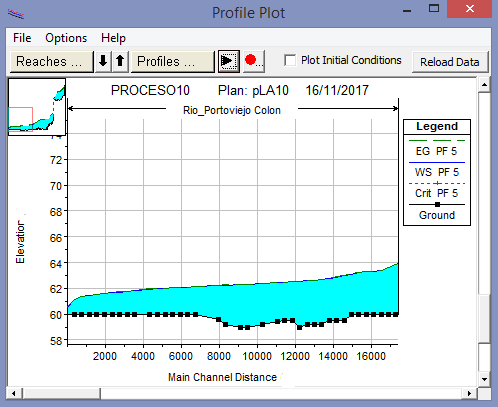 Profile Plot
File Options Help
Reaches ... Profiles ... Plot Initial Conditions Reload Data
PROCESO10 Plan: pLA10 16/11/2017
Rio_Portoviejo Colon
Legend
EG PF 5
WS PF 5
Crit PF 5
Ground
74
72
70
68
66
64
62
60
58
Elevation
2000 4000 6000 8000 10000 12000 14000 16000
Main Channel Distance